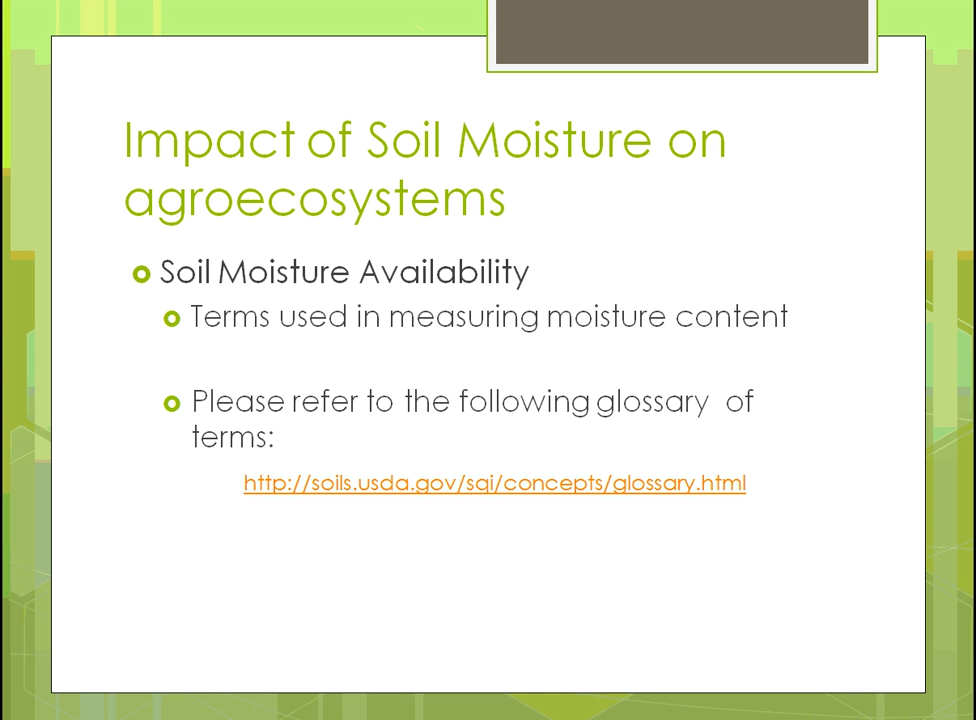 Impact of Soil Moisture on
agroecosystems
Soil Moisture Availability
Terms used in measuring moisture content
Please refer to the following glossary of
terms:
http://soils.usda.gov/sqi/concepts/glossary.html